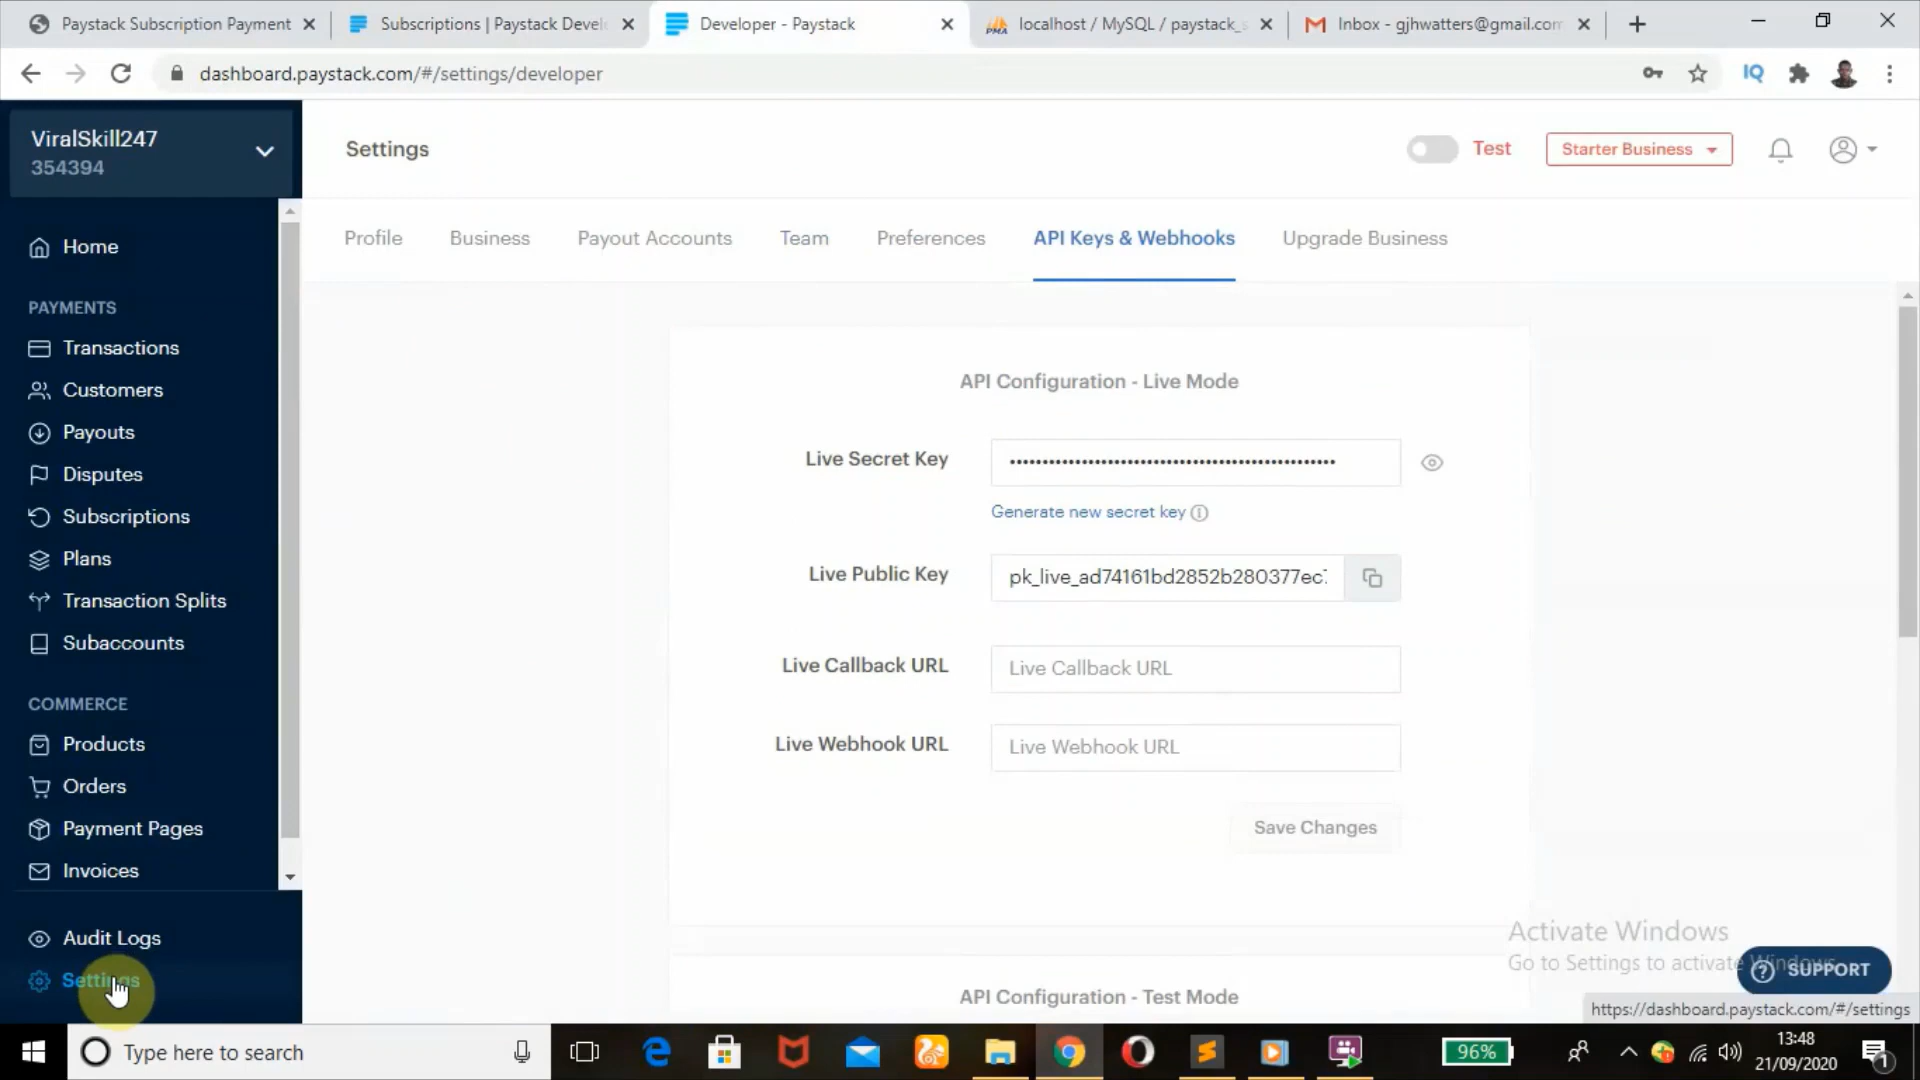 Paystack Subscription Payment
Subscriptions | Paystack Devel
Developer - Paystack
localhost / MySQL / paystack_s
Inbox - gjhwatters@gmail.com
dashboard.paystack.com/#/settings/developer
IQ
ViralSkill247
354394
Settings
Test
Starter Business
Home
Profile
Business
Payout Accounts
Team
Preferences
API Keys & Webhooks
Upgrade Business
PAYMENTS
Transactions
Customers
Payouts
Disputes
Subscriptions
Plans
Transaction Splits
Subaccounts
COMMERCE
Products
Orders
Payment Pages
Invoices
Audit Logs
Settings
API Configuration - Live Mode
Live Secret Key
••••••••••••••••••••••••••••••••••••••••••••••••
Generate new secret key
Live Public Key
pk_live_ad74161bd2852b280377ec7
Live Callback URL
Live Callback URL
Live Webhook URL
Live Webhook URL
Save Changes
API Configuration - Test Mode
Activate Windows
Go to Settings to activate Windows.
SUPPORT
https://dashboard.paystack.com/#/settings
Type here to search
96%
13:48
21/09/2020
1